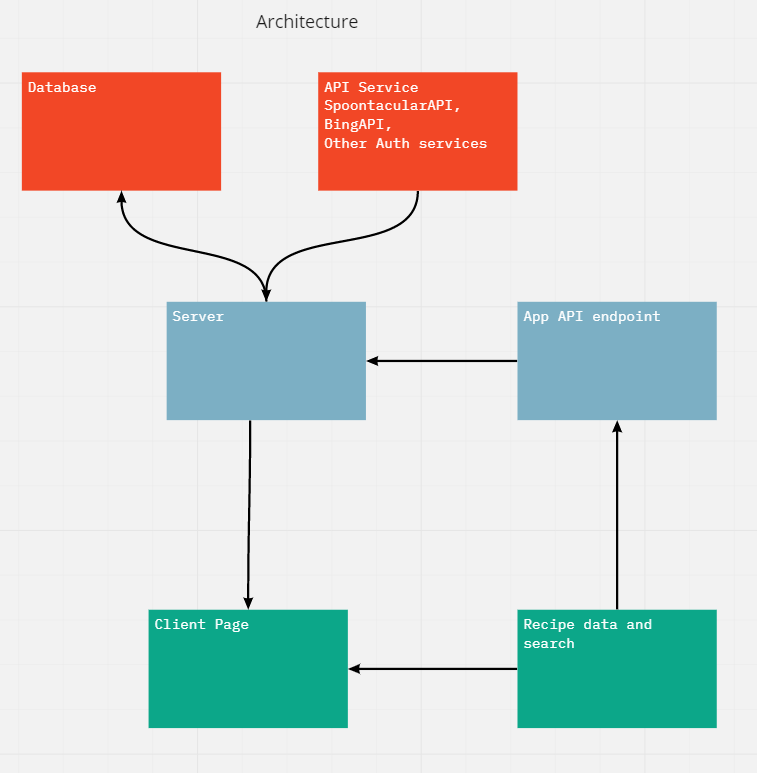 Architecture
Database
API Service
SpoontacularAPI,
BingAPI,
Other Auth services
Server
App API endpoint
Client Page
Recipe data and
search